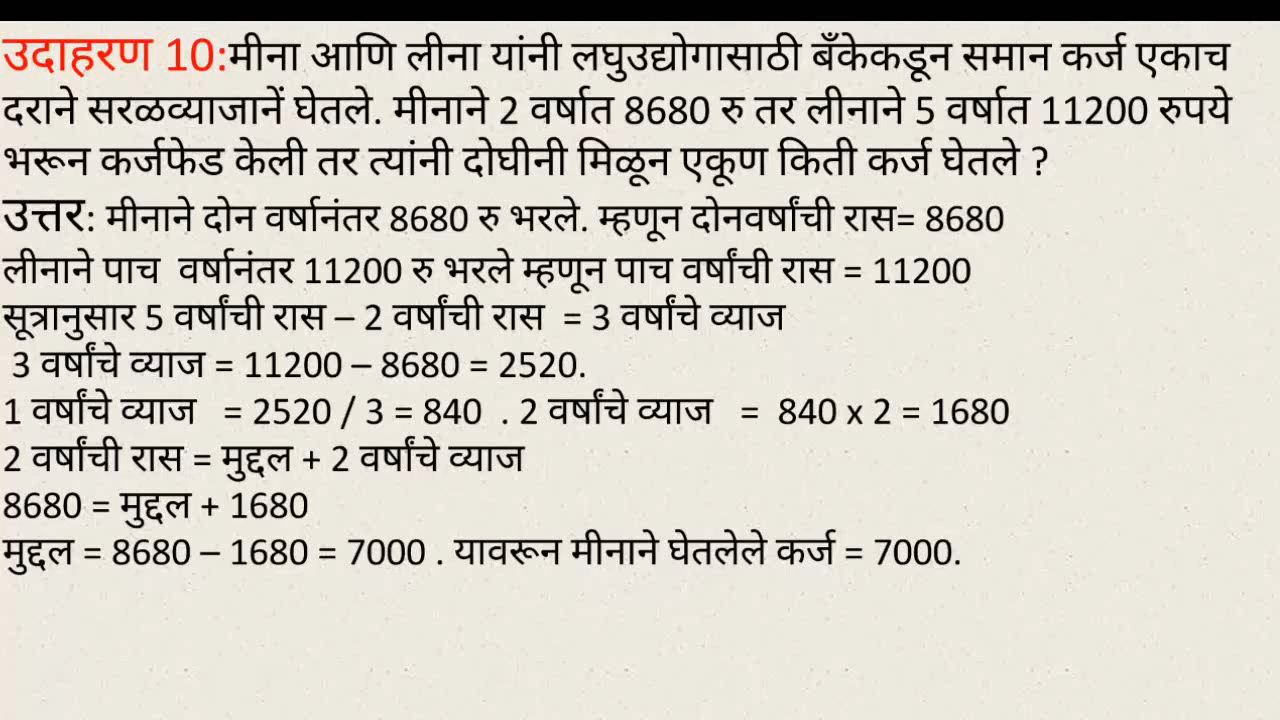 उदाहरण 10:मीना आणि लीना यांनी लघुउद्योगासाठी बँकेकडून समान कर्ज एकाच
दराने सरळव्याजानें घेतले. मीनाने 2 वर्षात 8680 रु तर लीनाने 5 वर्षात 11200 रुपये
भरून कर्जफेड केली तर त्यांनी दोघीनी मिळून एकूण किती कर्ज घेतले ?
उत्तर: मीनाने दोन वर्षानंतर 8680 रु भरले. म्हणून दोनवर्षांची रास= 8680
लीनाने पाच वर्षानंतर 11200 रु भरले म्हणून पाच वर्षांची रास = 11200
सूत्रानुसार 5 वर्षांची रास – 2 वर्षांची रास = 3 वर्षांचे व्याज
3 वर्षांचे व्याज = 11200 – 8680 = 2520.
1 वर्षांचे व्याज = 2520 / 3 = 840 . 2 वर्षांचे व्याज = 840 x 2 = 1680
2 वर्षांची रास = मुद्दल + 2 वर्षांचे व्याज
8680 = मुद्दल + 1680
मुद्दल = 8680 – 1680 = 7000 . यावरून मीनाने घेतलेले कर्ज = 7000.